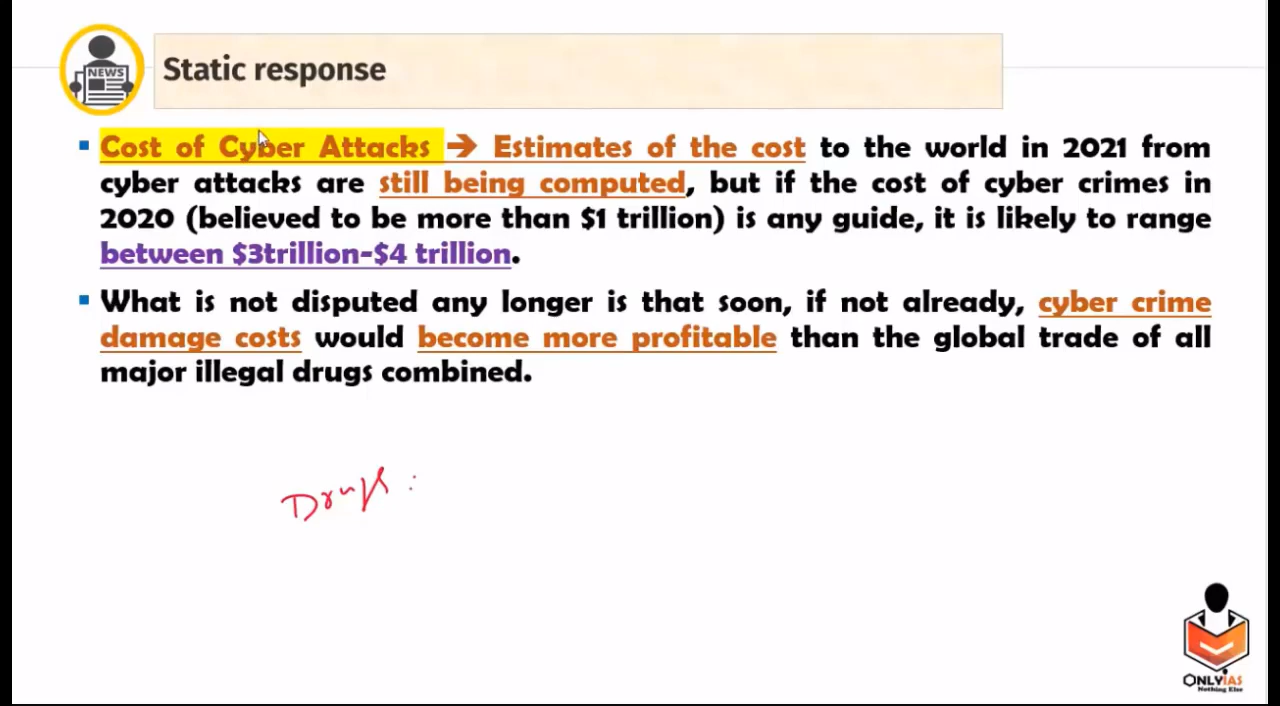 NEWS
Static response
▪ Cost of Cyber Attacks → Estimates of the cost to the world in 2021 from
cyber attacks are still being computed, but if the cost of cyber crimes in
2020 (believed to be more than $1 trillion) is any guide, it is likely to range
between $3trillion-$4 trillion.
▪ What is not disputed any longer is that soon, if not already, cyber crime
damage costs would become more profitable than the global trade of all
major illegal drugs combined.
ONLYIAS
Nothing Else